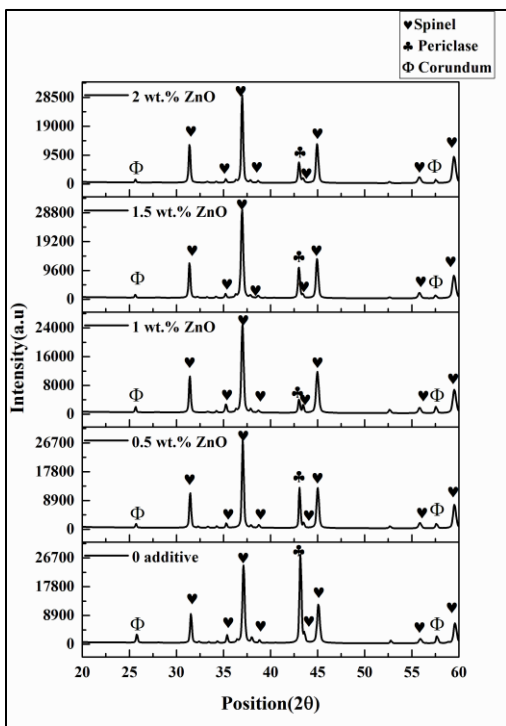 ♥Spinel
♣ Periclase
Φ Corundum
28500
19000
9500
0
2 wt.% ZnO
♥ ♥ ♥ ♥ ♣ ♥ ♥ ♥ ♥
Φ Φ
28800
19200
9600
0
1.5 wt.% ZnO
♥ ♥ ♥ ♥ ♣ ♥ ♥ ♥ ♥
Φ Φ
24000
16000
8000
0
1 wt.% ZnO
♥ ♥ ♥ ♥ ♣ ♥ ♥ ♥ ♥
Φ Φ
26700
17800
8900
0
0.5 wt.% ZnO
♥ ♥ ♥ ♥ ♣ ♥ ♥ ♥ ♥
Φ Φ
26700
17800
8900
0
0 additive
♥ ♥ ♥ ♥ ♣ ♥ ♥ ♥ ♥
Φ Φ
20 25 30 35 40 45 50 55 60
Position(2θ)
Intensity(a.u)